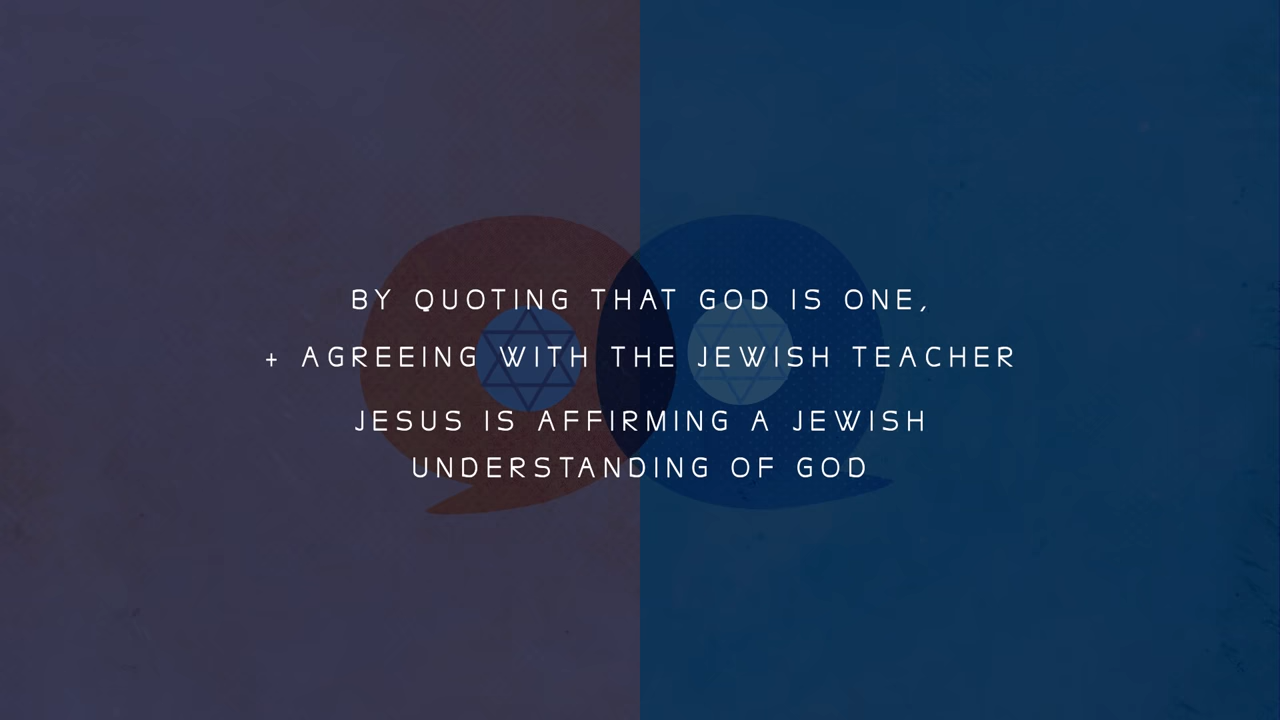 BY QUOTING THAT GOD IS ONE,
+ AGREEING WITH THE JEWISH TEACHER
JESUS IS AFFIRMING A JEWISH
UNDERSTANDING OF GOD